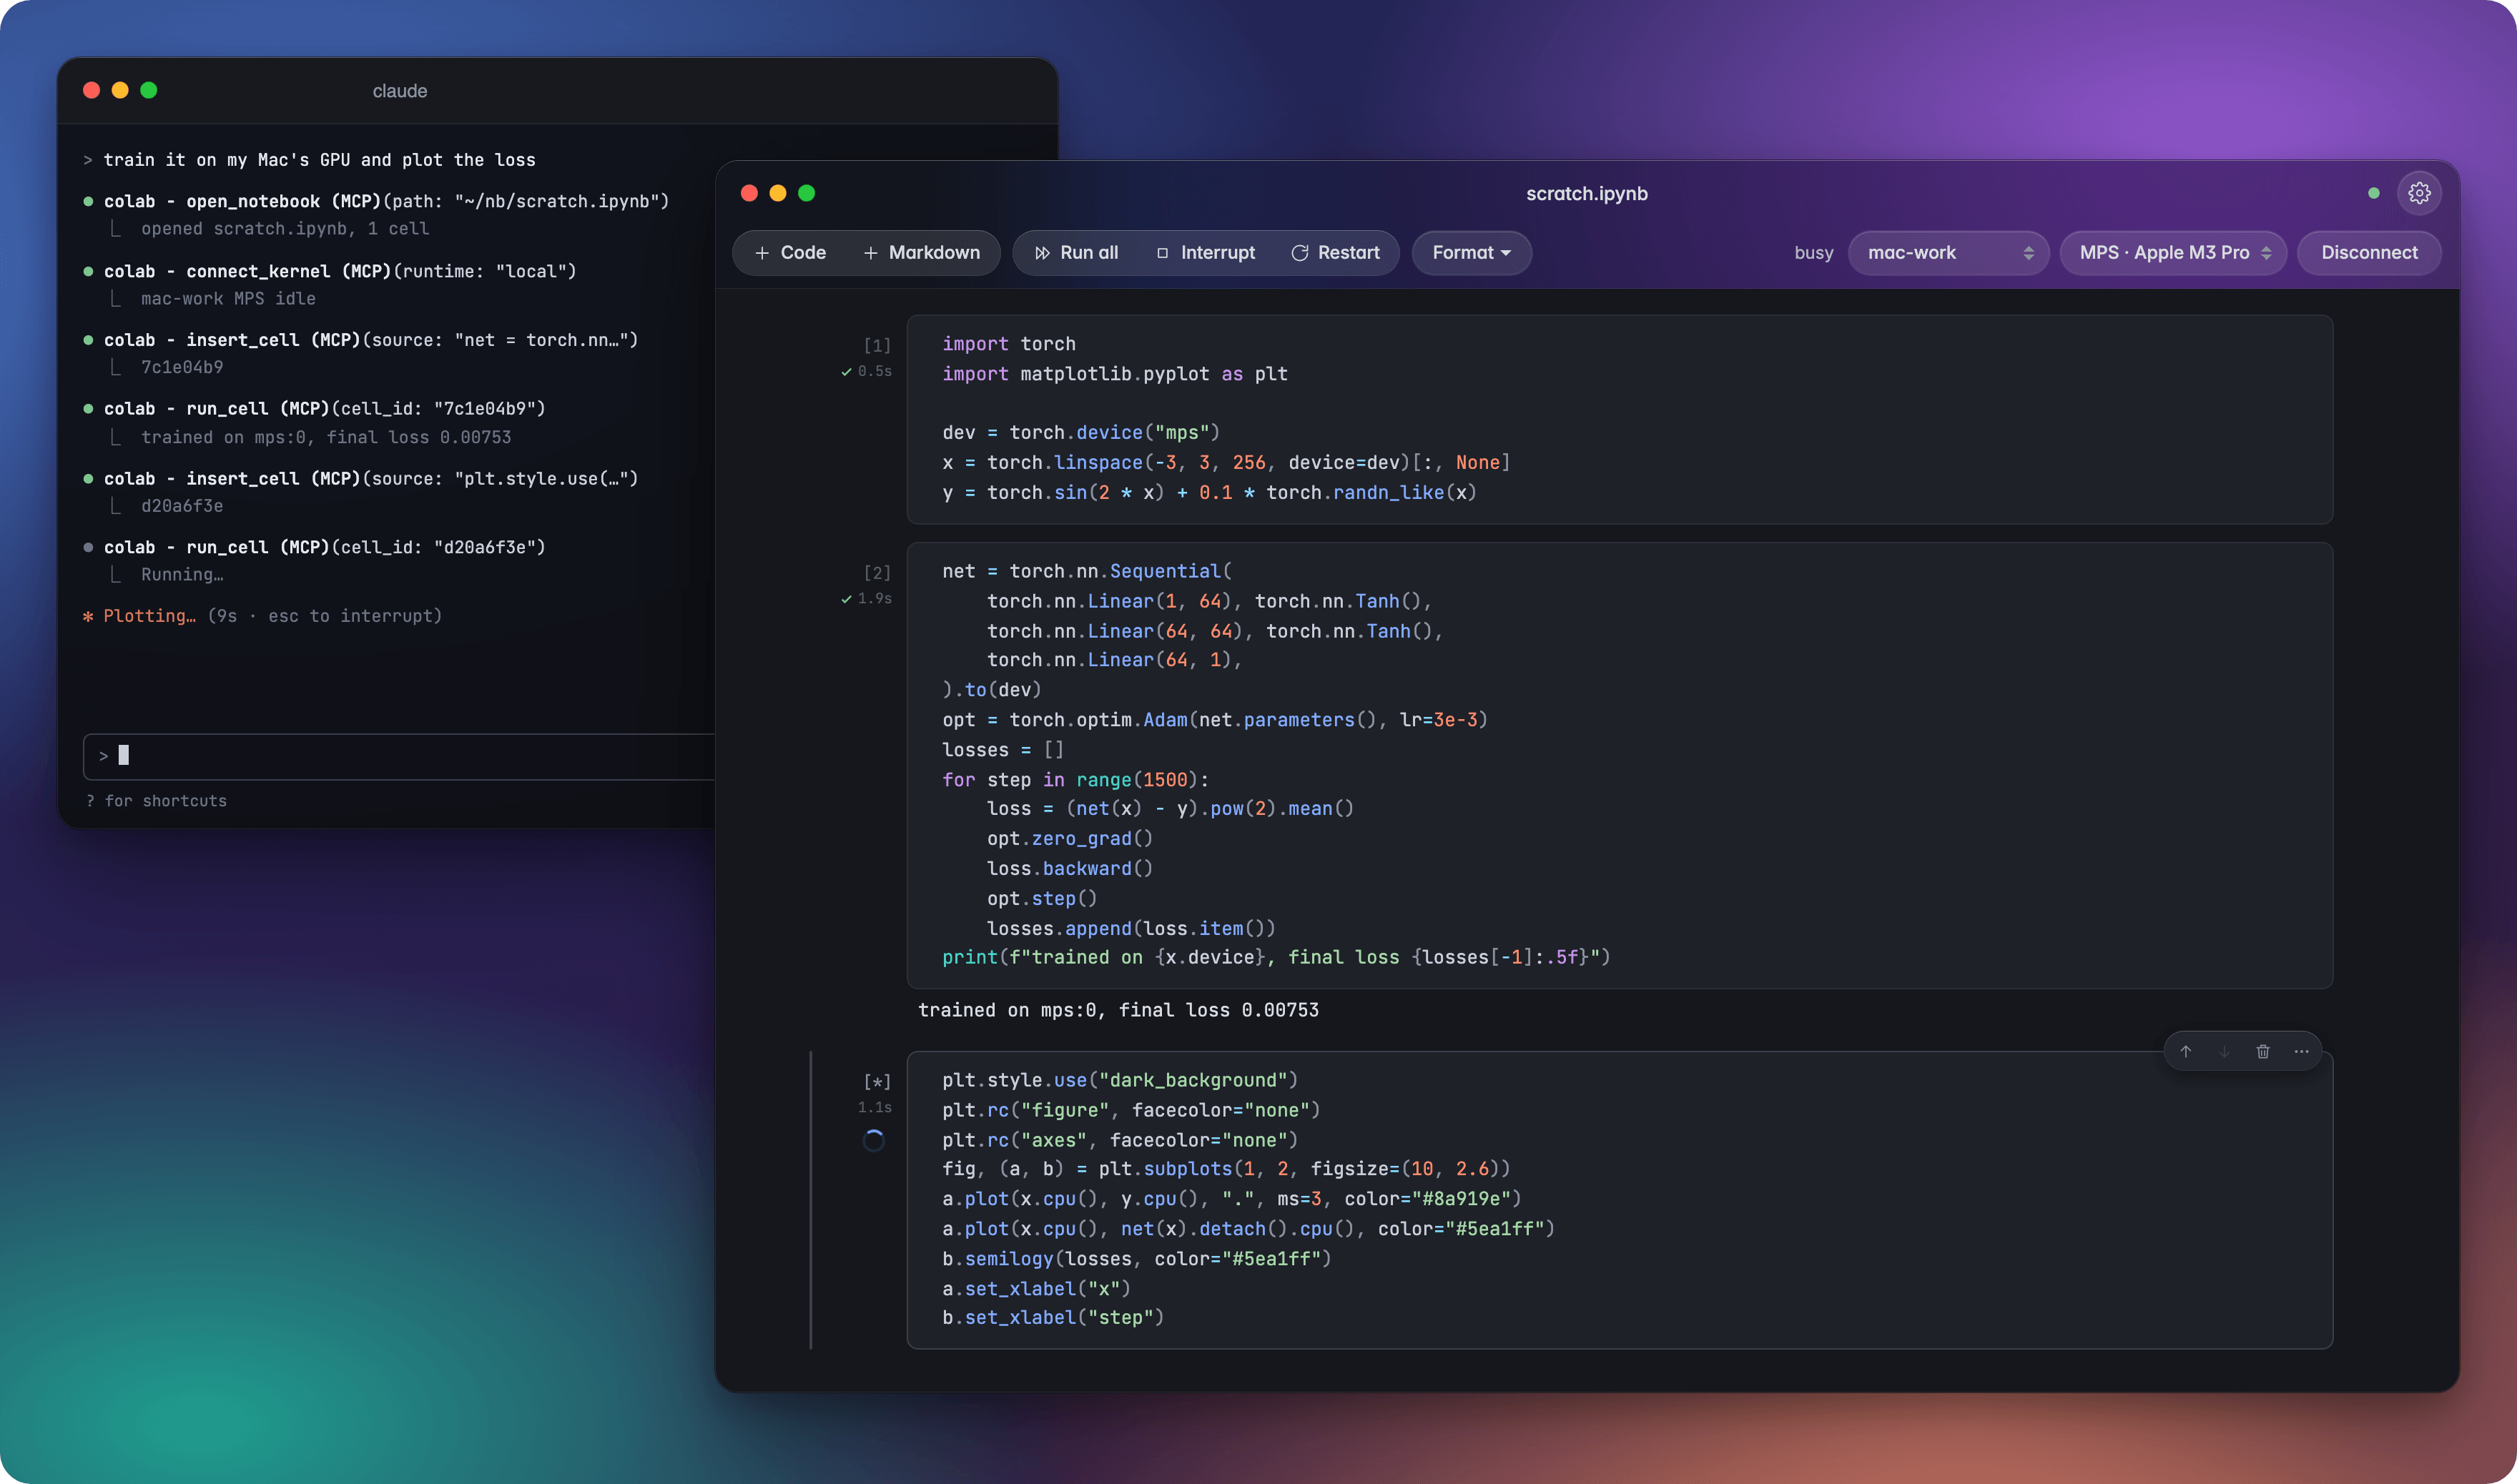 claude
> train it on my Mac's GPU and plot the loss
● colab - open_notebook (MCP)(path: "~/nb/scratch.ipynb")
⎿ opened scratch.ipynb, 1 cell
● colab - connect_kernel (MCP)(runtime: "local")
⎿ mac-work MPS idle
● colab - insert_cell (MCP)(source: "net = torch.nn…")
⎿ 7c1e04b9
● colab - run_cell (MCP)(cell_id: "7c1e04b9")
⎿ trained on mps:0, final loss 0.00753
● colab - insert_cell (MCP)(source: "plt.style.use(…")
⎿ d20a6f3e
● colab - run_cell (MCP)(cell_id: "d20a6f3e")
⎿ Running…
✻ Plotting… (9s · esc to interrupt)
>
? for shortcuts
scratch.ipynb
+ Code + Markdown Run all Interrupt Restart Format busy mac-work MPS · Apple M3 Pro Disconnect
[1]
✓ 0.5s
import torch
import matplotlib.pyplot as plt

dev = torch.device("mps")
x = torch.linspace(-3, 3, 256, device=dev)[:, None]
y = torch.sin(2 * x) + 0.1 * torch.randn_like(x)
[2]
✓ 1.9s
net = torch.nn.Sequential(
    torch.nn.Linear(1, 64), torch.nn.Tanh(),
    torch.nn.Linear(64, 64), torch.nn.Tanh(),
    torch.nn.Linear(64, 1),
).to(dev)
opt = torch.optim.Adam(net.parameters(), lr=3e-3)
losses = []
for step in range(1500):
    loss = (net(x) - y).pow(2).mean()
    opt.zero_grad()
    loss.backward()
    opt.step()
    losses.append(loss.item())
print(f"trained on {x.device}, final loss {losses[-1]:.5f}")
trained on mps:0, final loss 0.00753
[*]
1.1s
plt.style.use("dark_background")
plt.rc("figure", facecolor="none")
plt.rc("axes", facecolor="none")
fig, (a, b) = plt.subplots(1, 2, figsize=(10, 2.6))
a.plot(x.cpu(), y.cpu(), ".", ms=3, color="#8a919e")
a.plot(x.cpu(), net(x).detach().cpu(), color="#5ea1ff")
b.semilogy(losses, color="#5ea1ff")
a.set_xlabel("x")
b.set_xlabel("step")